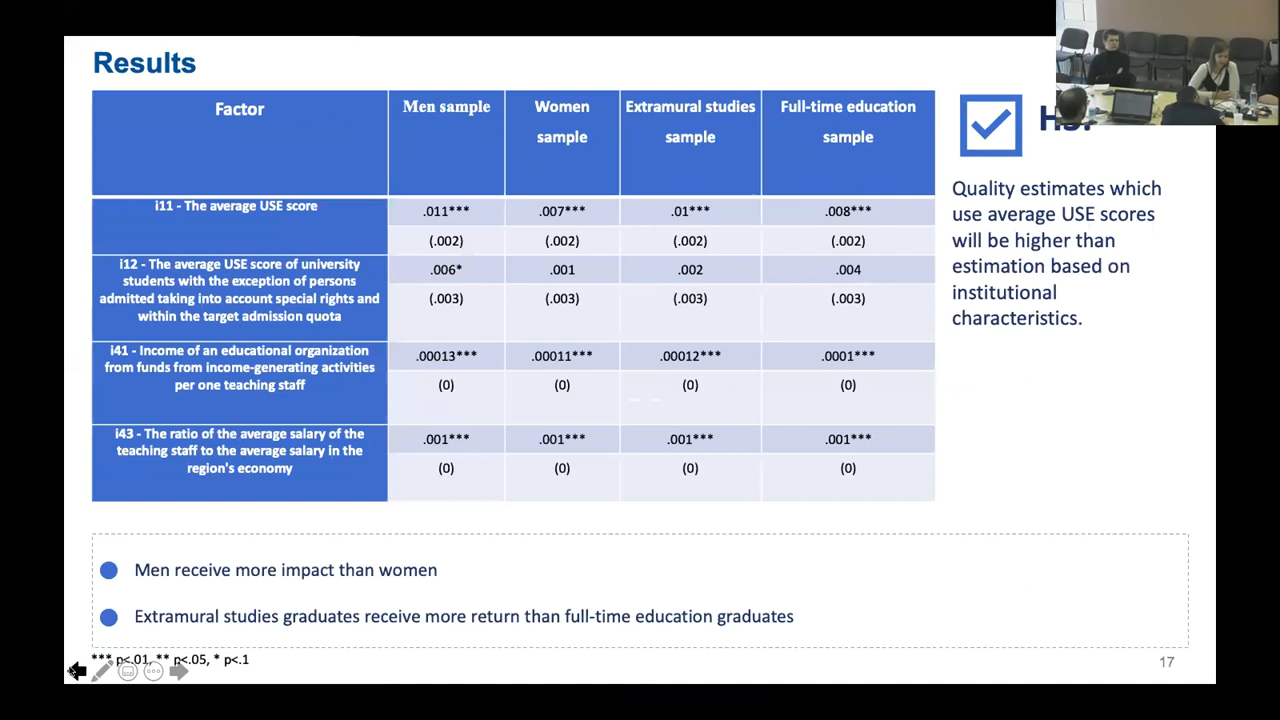 Results
Factor
Men sample
Women
sample
Extramural studies
sample
Full-time education
sample
i11 - The average USE score
.011***
.007***
.01***
.008***
(.002)
(.002)
(.002)
(.002)
i12 - The average USE score of university
students with the exception of persons
admitted taking into account special rights and
within the target admission quota
.006*
.001
.002
.004
(.003)
(.003)
(.003)
(.003)
i41 - Income of an educational organization
from funds from income-generating activities
per one teaching staff
.00013***
.00011***
.00012***
.0001***
(0)
(0)
(0)
(0)
i43 - The ratio of the average salary of the
teaching staff to the average salary in the
region's economy
.001***
.001***
.001***
.001***
(0)
(0)
(0)
(0)
Quality estimates which
use average USE scores
will be higher than
estimation based on
institutional
characteristics.
Men receive more impact than women
Extramural studies graduates receive more return than full-time education graduates
*** p<.01, ** p<.05, * p<.1
17